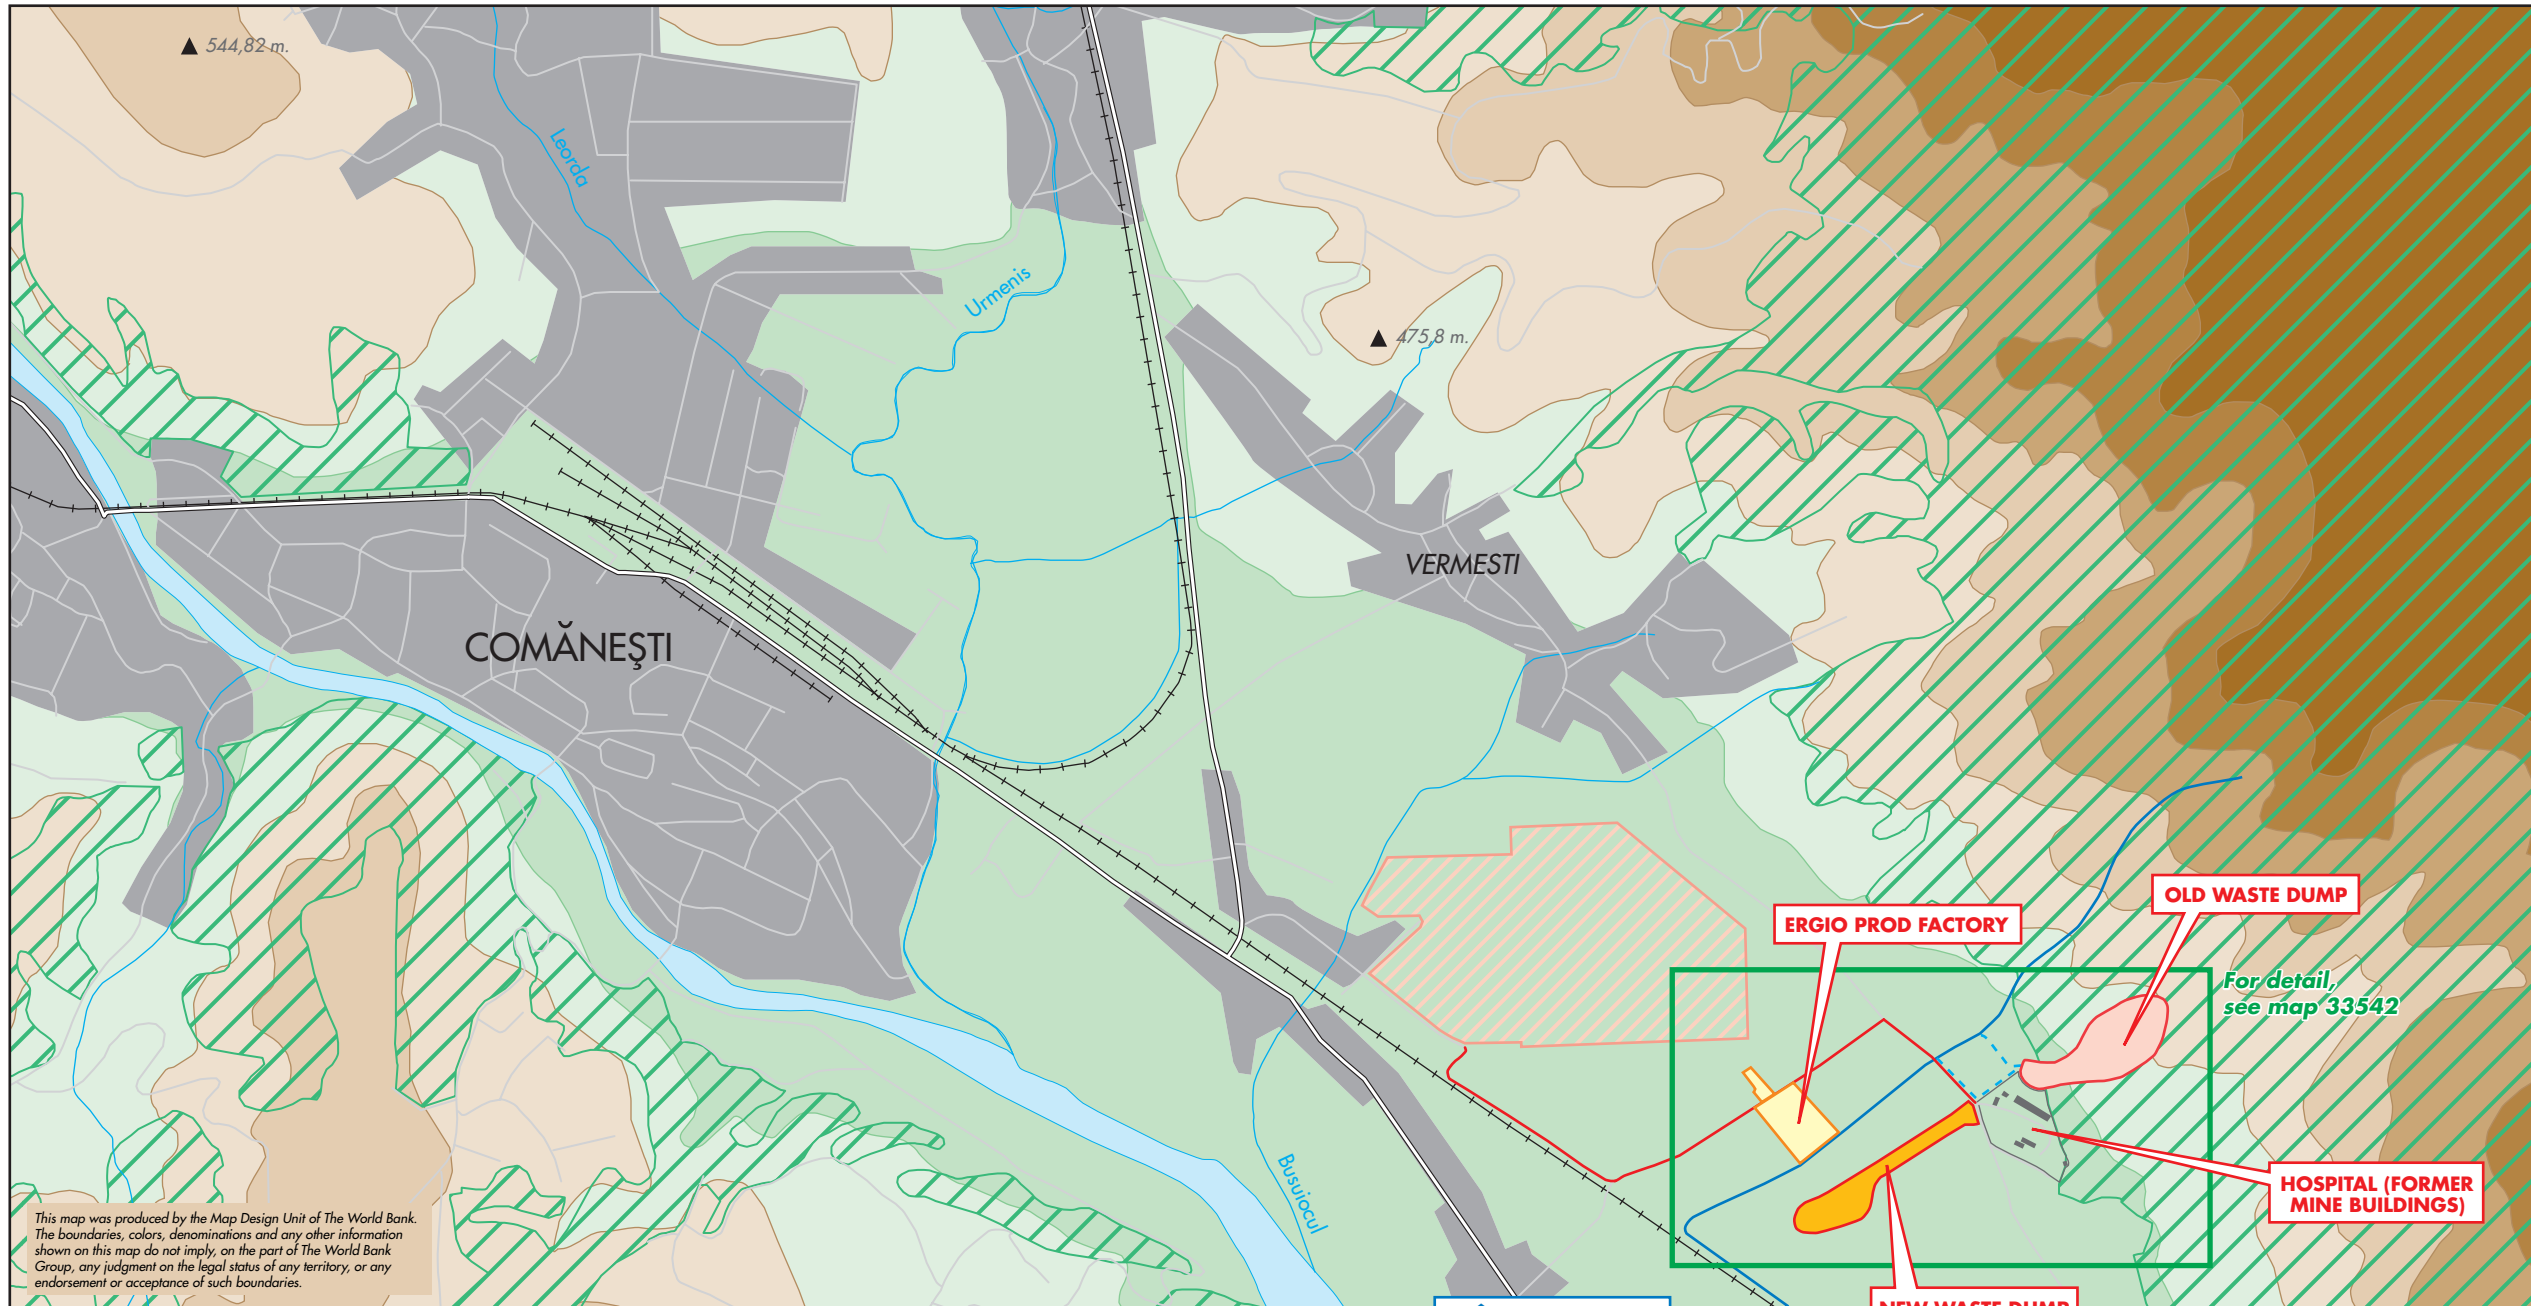 544,82 m.
Leorda
Urmenis
475,8 m.
VERMESTI
COMĂNEŞTI
OLD WASTE DUMP
ERGIO PROD FACTORY
For detail,
see map 33542
HOSPITAL (FORMER
MINE BUILDINGS)
Busuiocul
This map was produced by the Map Design Unit of The World Bank.
The boundaries, colors, denominations and any other information
shown on this map do not imply, on the part of The World Bank
Group, any judgment on the legal status of any territory, or any
endorsement or acceptance of such boundaries.
NEW WASTE DUMP